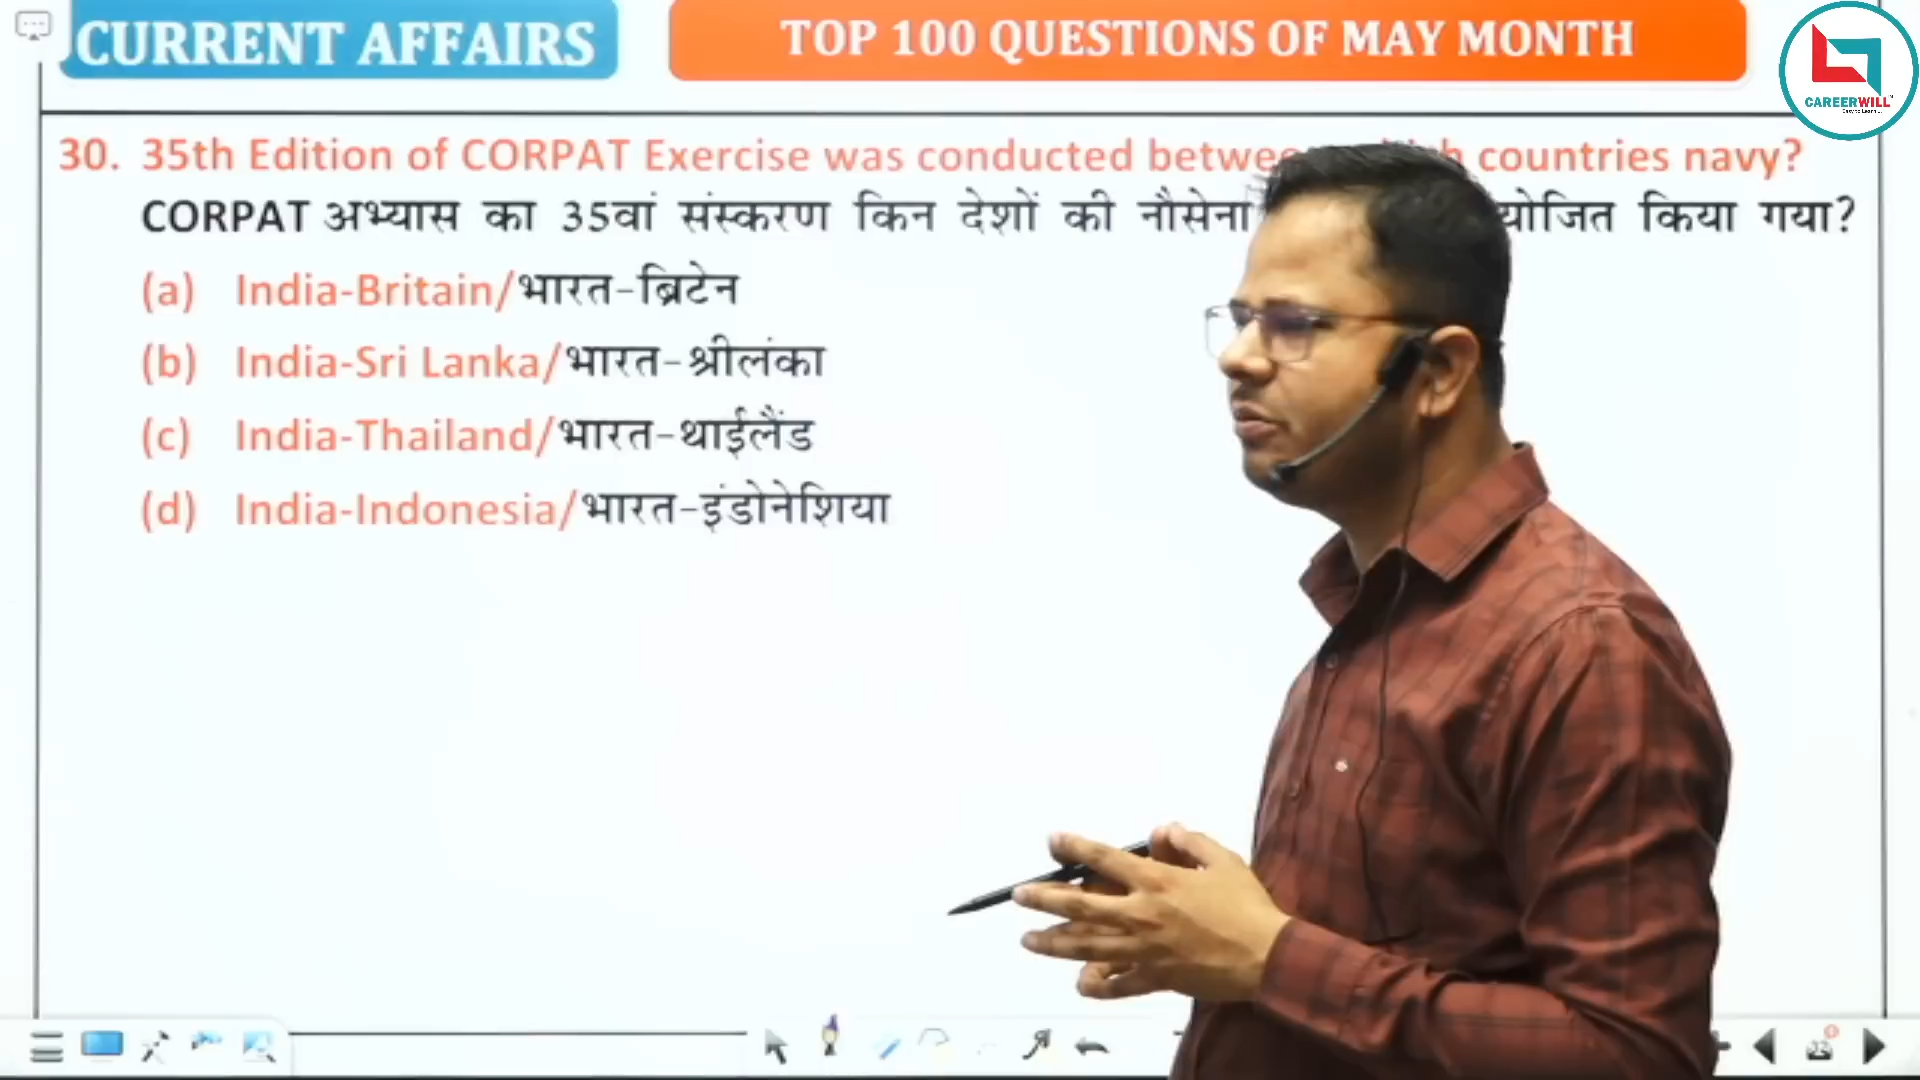 CURRENT AFFAIRS
TOP 100 QUESTIONS OF MAY MONTH
CAREERWILL
30. 35th Edition of CORPAT Exercise was conducted countries navy?
CORPAT अभ्यास का 35वां संस्करण किन देशों की नौसेना किया गया?
(a) India-Britain/भारत-ब्रिटेन
(b) India-Sri Lanka/भारत-श्रीलंका
(c) India-Thailand/भारत-थाईलैंड
(d) India-Indonesia/भारत-इंडोनेशिया